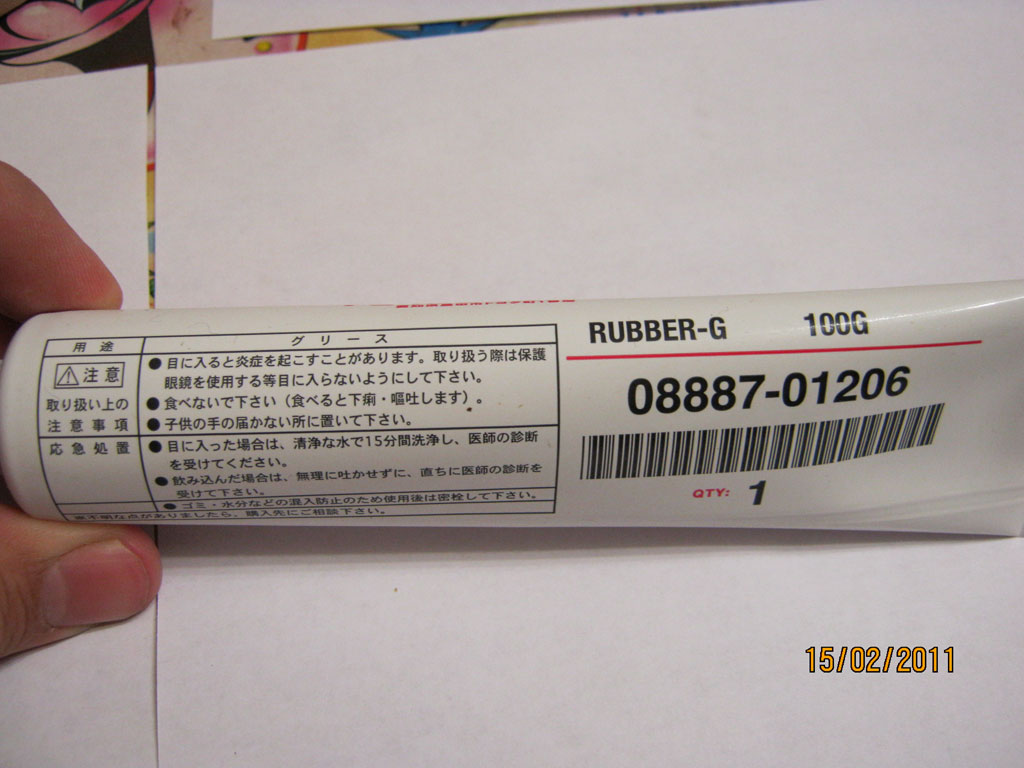 RUBBER-G 100G
08887-01206
QTY: 1
用途 グリース
注意
取り扱い上の
注意事項
●目に入ると炎症を起こすことがあります。取り扱う際は保護
眼鏡を使用する等目に入らないようにして下さい。
●食べないで下さい（食べると下痢・嘔吐します）。
●子供の手の届かない所に置いて下さい。
応急処置
●目に入った場合は、清浄な水で15分間洗浄し、医師の診断
を受けてください。
●飲み込んだ場合は、無理に吐かせずに、直ちに医師の診断を
受けて下さい。
●ゴミ・水分などの混入防止のため使用後は密栓して下さい。
不明な点がありましたら、購入先にご相談下さい。
15/02/2011